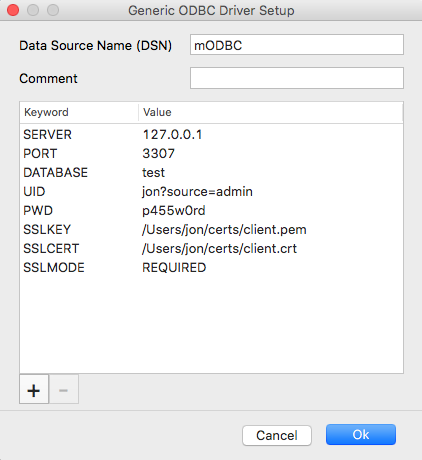 Generic ODBC Driver Setup
Data Source Name (DSN) mODBC
Comment
Keyword Value
SERVER 127.0.0.1
PORT 3307
DATABASE test
UID jon?source=admin
PWD p455w0rd
SSLKEY /Users/jon/certs/client.pem
SSLCERT /Users/jon/certs/client.crt
SSLMODE REQUIRED
+ −
Cancel Ok